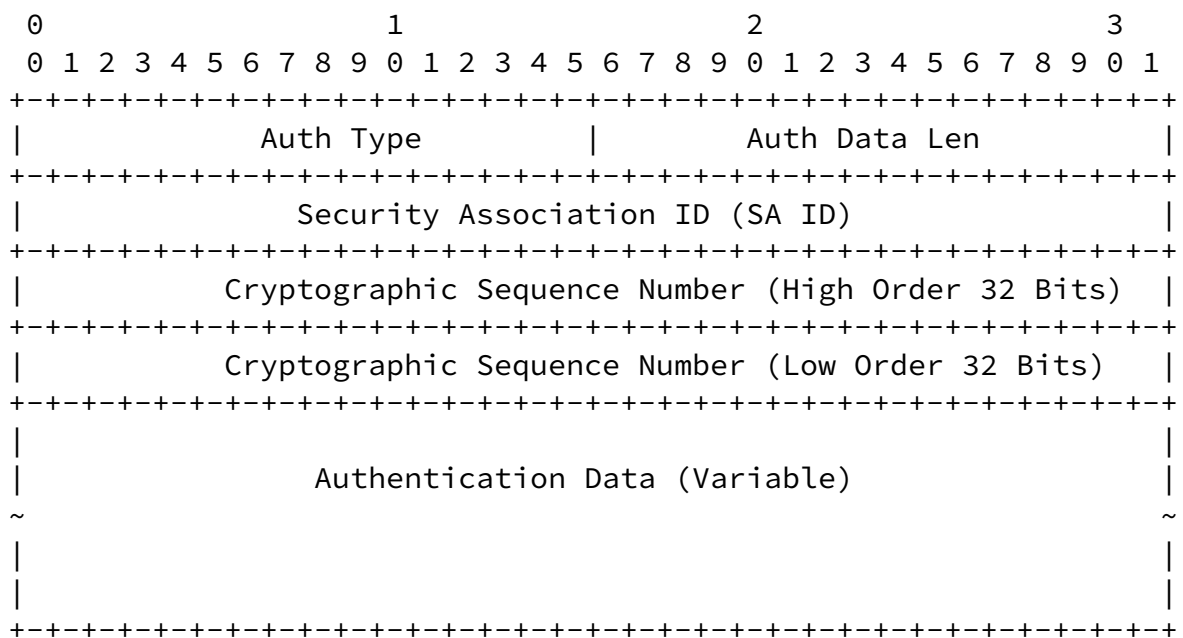 0                   1                   2                   3
 0 1 2 3 4 5 6 7 8 9 0 1 2 3 4 5 6 7 8 9 0 1 2 3 4 5 6 7 8 9 0 1
+-+-+-+-+-+-+-+-+-+-+-+-+-+-+-+-+-+-+-+-+-+-+-+-+-+-+-+-+-+-+-+-+
|             Auth Type         |        Auth Data Len          |
+-+-+-+-+-+-+-+-+-+-+-+-+-+-+-+-+-+-+-+-+-+-+-+-+-+-+-+-+-+-+-+-+
|               Security Association ID (SA ID)                 |
+-+-+-+-+-+-+-+-+-+-+-+-+-+-+-+-+-+-+-+-+-+-+-+-+-+-+-+-+-+-+-+-+
|           Cryptographic Sequence Number (High Order 32 Bits)  |
+-+-+-+-+-+-+-+-+-+-+-+-+-+-+-+-+-+-+-+-+-+-+-+-+-+-+-+-+-+-+-+-+
|           Cryptographic Sequence Number (Low Order 32 Bits)   |
+-+-+-+-+-+-+-+-+-+-+-+-+-+-+-+-+-+-+-+-+-+-+-+-+-+-+-+-+-+-+-+-+
|                                                               |
|                Authentication Data (Variable)                 |
~                                                               ~
|                                                               |
|                                                               |
+-+-+-+-+-+-+-+-+-+-+-+-+-+-+-+-+-+-+-+-+-+-+-+-+-+-+-+-+-+-+-+-+